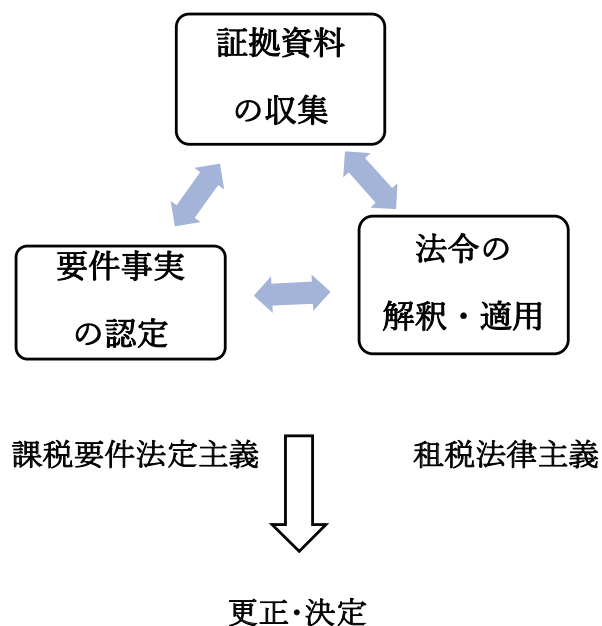 証拠資料
の収集
要件事実
の認定
法令の
解釈・適用
課税要件法定主義
租税法律主義
更正・決定